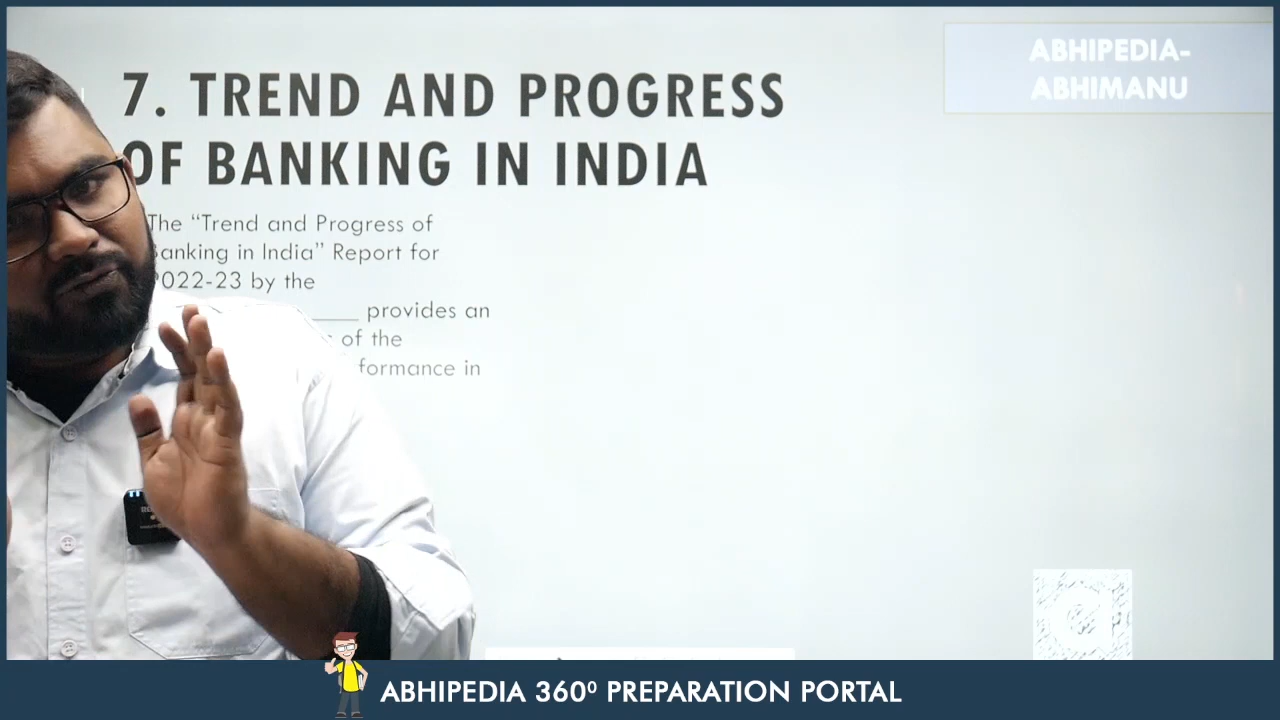 ABHIPEDIA-
ABHIMANU
7. TREND AND PROGRESS
OF BANKING IN INDIA
The “Trend and Progress of
Banking in India” Report for
2022-23 by the
____ provides an
of the
formance in
ABHIPEDIA 360⁰ PREPARATION PORTAL